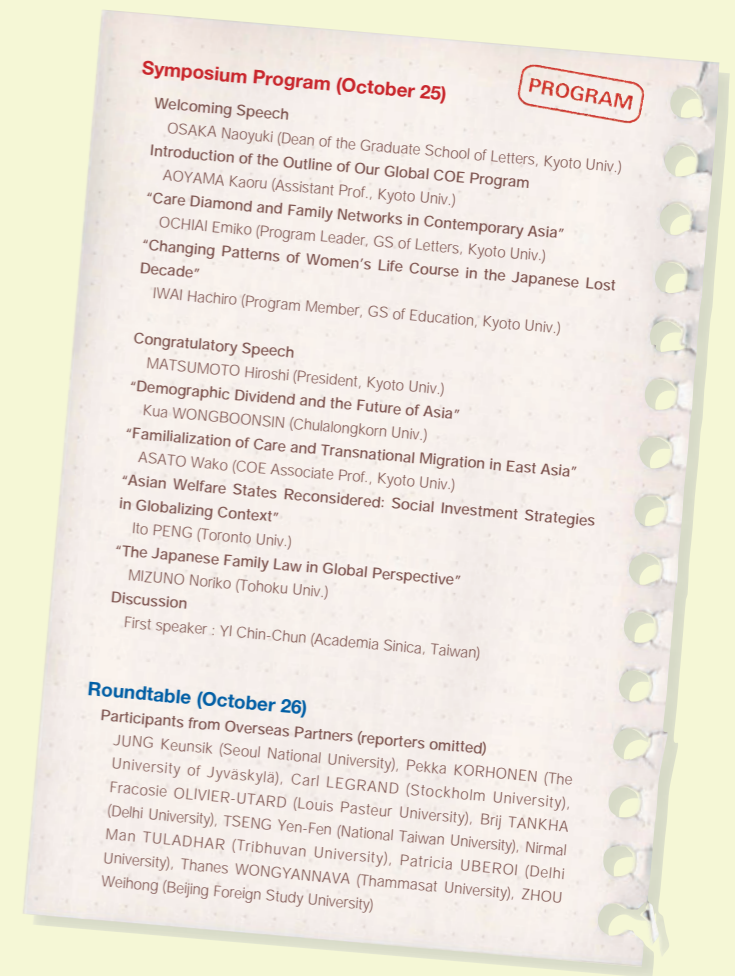 Symposium Program (October 25)
PROGRAM
Welcoming Speech
OSAKA Naoyuki (Dean of the Graduate School of Letters, Kyoto Univ.)
Introduction of the Outline of Our Global COE Program
AOYAMA Kaoru (Assistant Prof., Kyoto Univ.)
“Care Diamond and Family Networks in Contemporary Asia”
OCHIAI Emiko (Program Leader, GS of Letters, Kyoto Univ.)
“Changing Patterns of Women’s Life Course in the Japanese Lost
Decade”
IWAI Hachiro (Program Member, GS of Education, Kyoto Univ.)
Congratulatory Speech
MATSUMOTO Hiroshi (President, Kyoto Univ.)
“Demographic Dividend and the Future of Asia”
Kua WONGBOONSIN (Chulalongkorn Univ.)
“Familialization of Care and Transnational Migration in East Asia”
ASATO Wako (COE Associate Prof., Kyoto Univ.)
“Asian Welfare States Reconsidered: Social Investment Strategies
in Globalizing Context”
Ito PENG (Toronto Univ.)
“The Japanese Family Law in Global Perspective”
MIZUNO Noriko (Tohoku Univ.)
Discussion
First speaker : YI Chin-Chun (Academia Sinica, Taiwan)
Roundtable (October 26)
Participants from Overseas Partners (reporters omitted)
JUNG Keunsik (Seoul National University), Pekka KORHONEN (The
University of Jyväskylä), Carl LEGRAND (Stockholm University),
Fracosie OLIVIER-UTARD (Louis Pasteur University), Brij TANKHA
(Delhi University), TSENG Yen-Fen (National Taiwan University), Nirmal
Man TULADHAR (Tribhuvan University), Patricia UBEROI (Delhi
University), Thanes WONGYANNAVA (Thammasat University), ZHOU
Weihong (Beijing Foreign Study University)